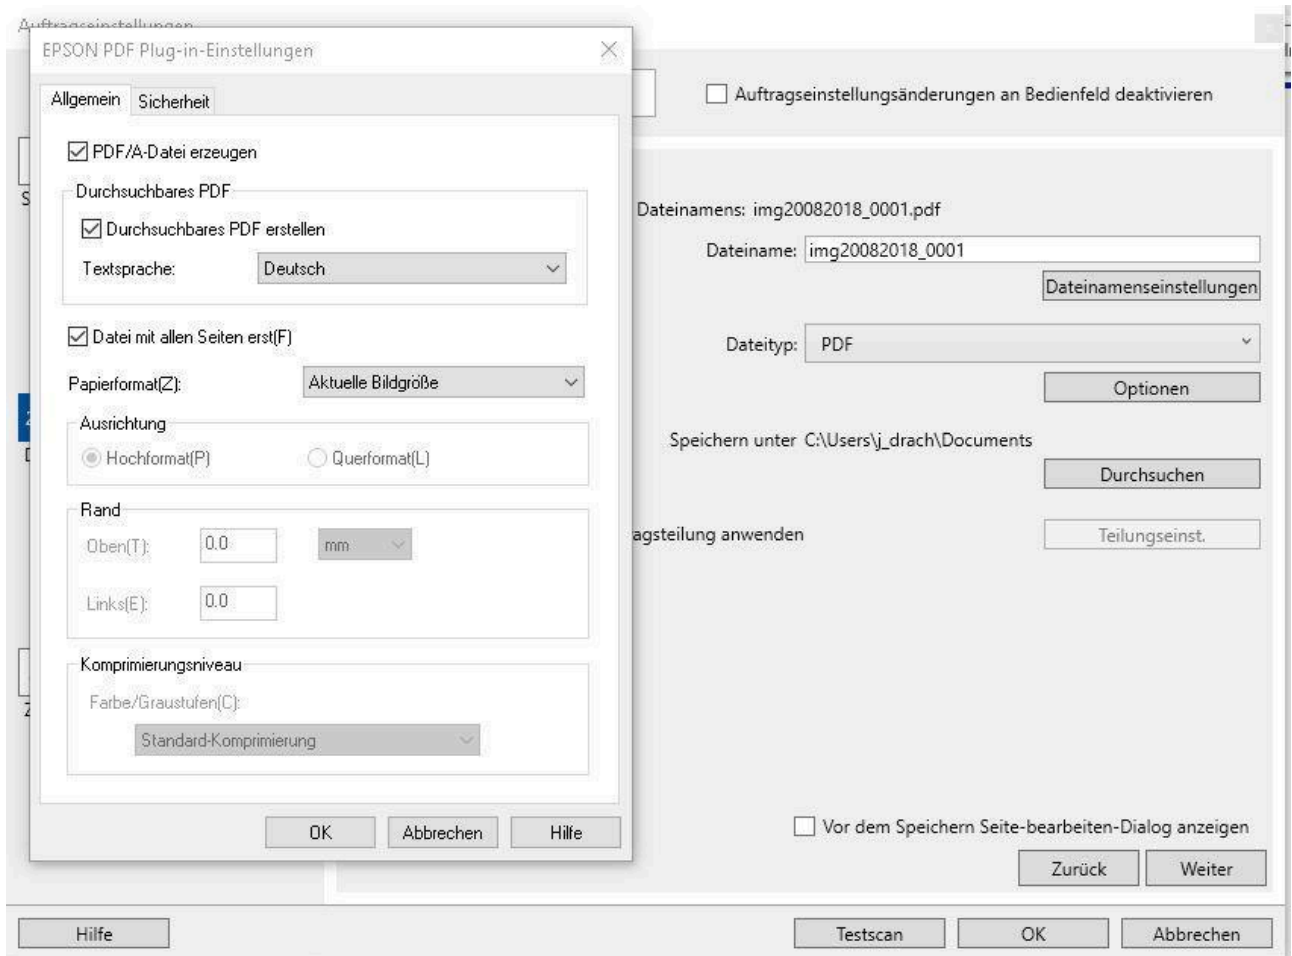 Auftragseinstellungen
EPSON PDF Plug-in-Einstellungen
Allgemein
Sicherheit
PDF/A-Datei erzeugen
Durchsuchbares PDF
Durchsuchbares PDF erstellen
Textsprache:
Deutsch
Datei mit allen Seiten erst(F)
Papierformat(Z):
Aktuelle Bildgröße
Ausrichtung
Hochformat(P)
Querformat(L)
Rand
Oben(T):
0.0
mm
Links(E):
0.0
Komprimierungsniveau
Farbe/Graustufen(C):
Standard-Komprimierung
OK
Abbrechen
Hilfe
Auftragseinstellungsänderungen an Bedienfeld deaktivieren
Dateinamens: img20082018_0001.pdf
Dateiname: img20082018_0001
Dateinamenseinstellungen
Dateityp: PDF
Optionen
Speichern unter C:\Users\j_drach\Documents
Durchsuchen
agsteilung anwenden
Teilungseinst.
Vor dem Speichern Seite-bearbeiten-Dialog anzeigen
Zurück
Weiter
Hilfe
Testscan
OK
Abbrechen